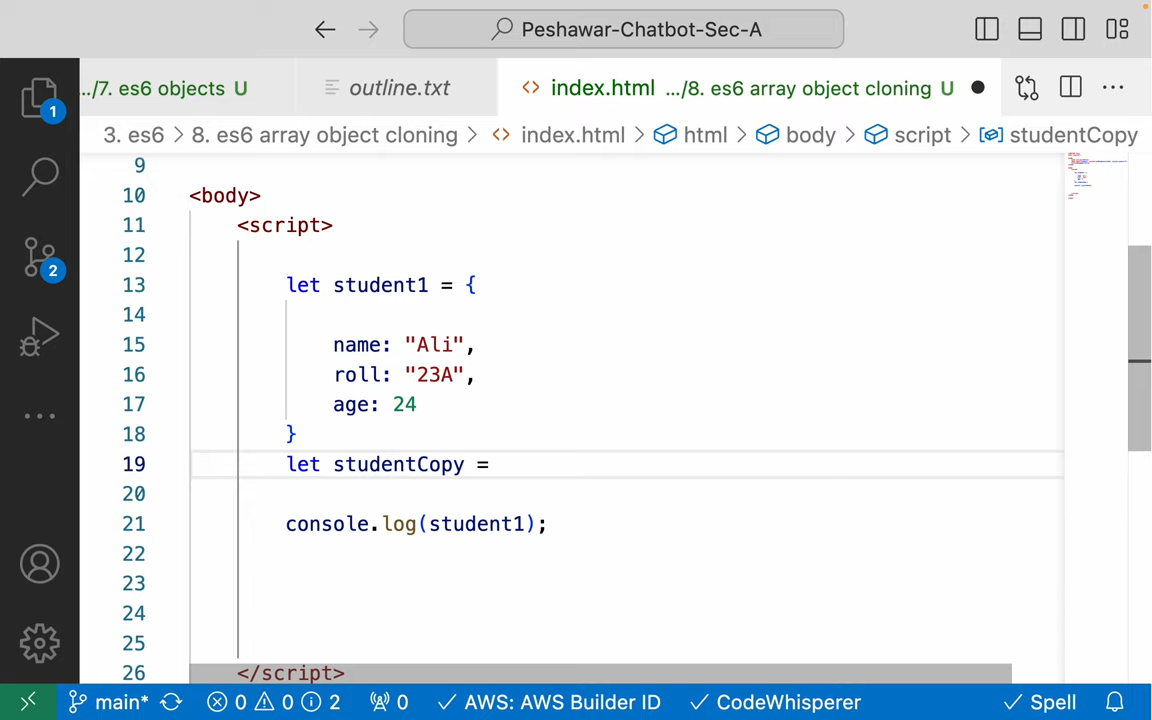 Peshawar-Chatbot-Sec-A
../7. es6 objects U
outline.txt
index.html .../8. es6 array object cloning U
3. es6 > 8. es6 array object cloning > index.html > html > body > script > studentCopy
1
2
9
10 <body>
11 <script>
12
13 let student1 = {
14
15 name: "Ali",
16 roll: "23A",
17 age: 24
18 }
19 let studentCopy =
20
21 console.log(student1);
22
23
24
25
26 </script>
main* 0 0 2 0 AWS: AWS Builder ID CodeWhisperer Spell